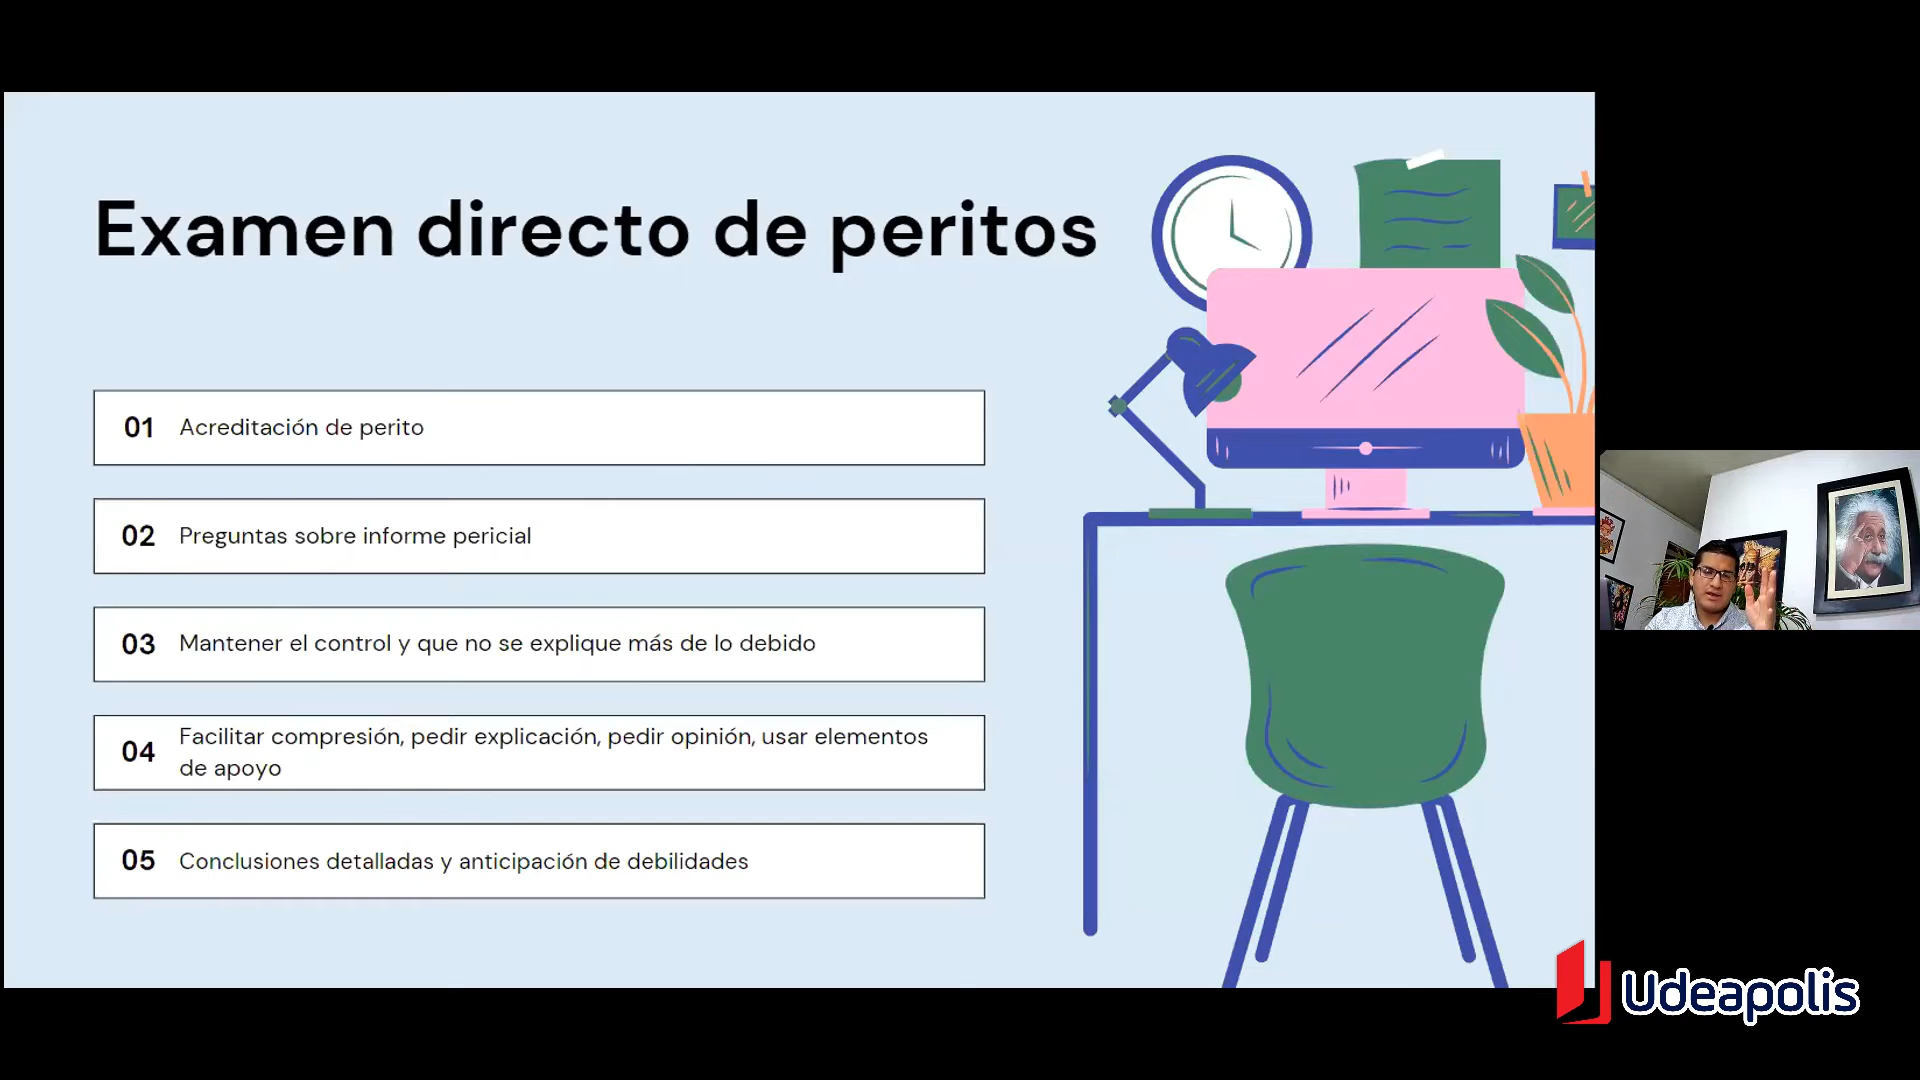 Examen directo de peritos
01 Acreditación de perito
02 Preguntas sobre informe pericial
03 Mantener el control y que no se explique más de lo debido
04 Facilitar compresión, pedir explicación, pedir opinión, usar elementos
de apoyo
05 Conclusiones detalladas y anticipación de debilidades
Udeapolis